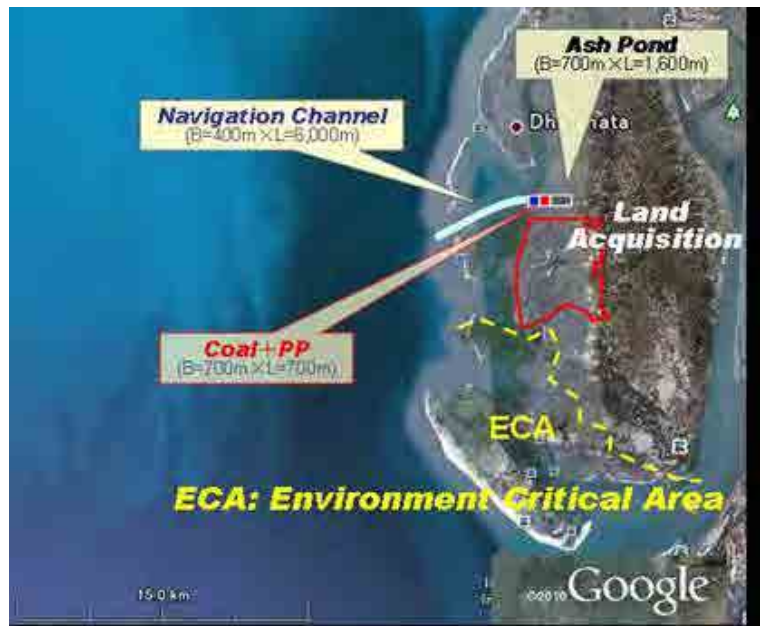 Ash Pond
(B=700m×L=1,600m)
Navigation Channel
(B=400m×L=6,000m)
Land
Acquisition
Coal+PP
(B=700m×L=700m)
ECA
ECA: Environment Critical Area
15.0 km
©2010 Google